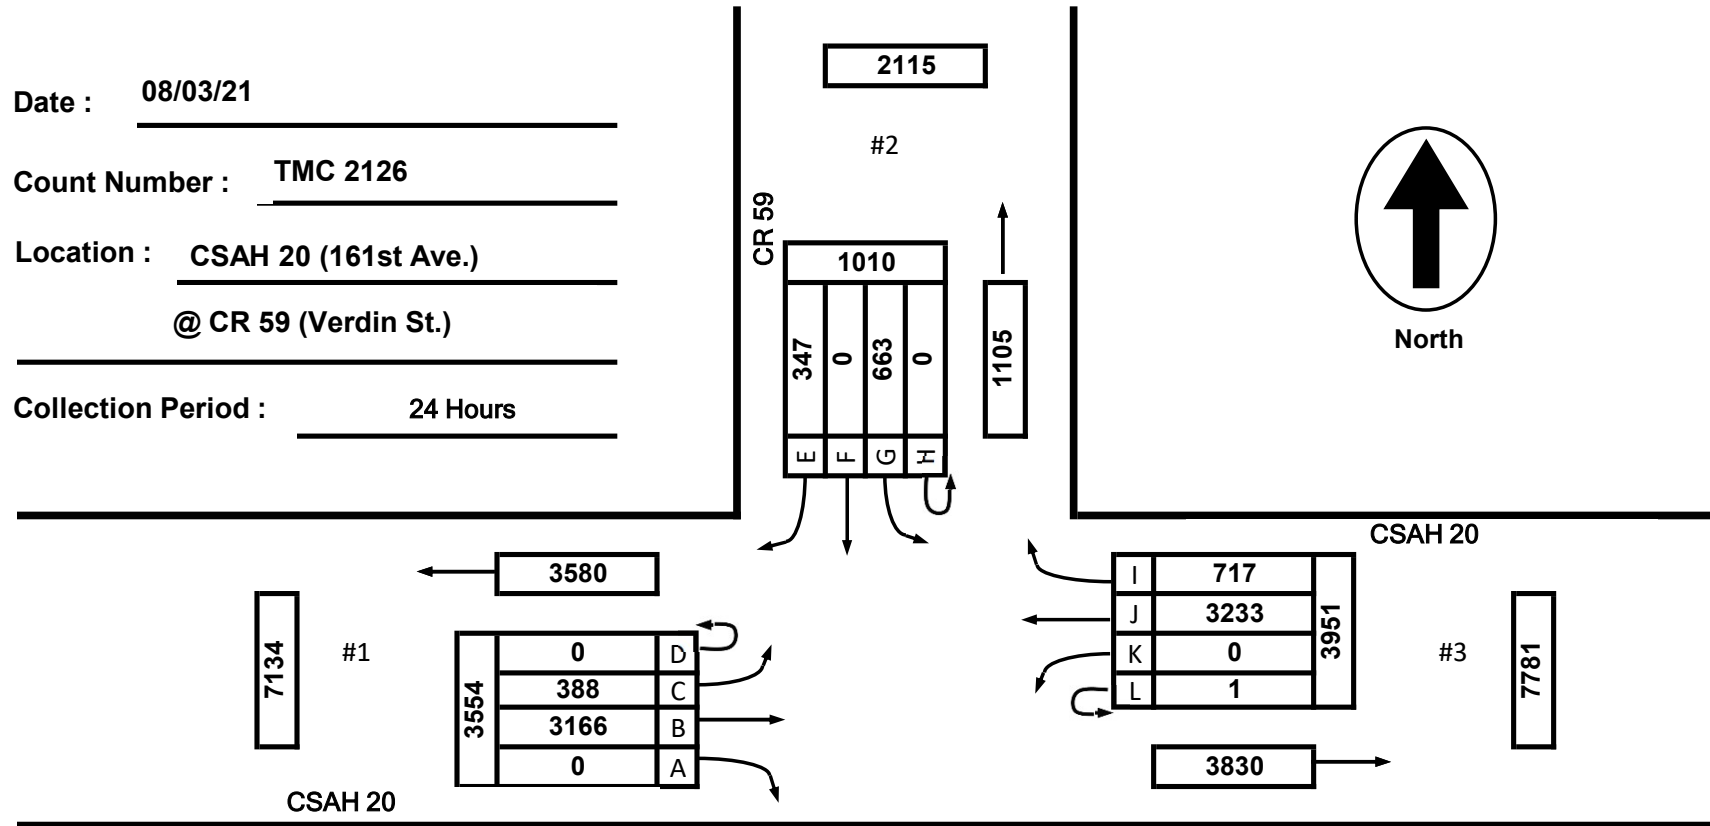 Date : 08/03/21
Count Number : TMC 2126
Location : CSAH 20 (161st Ave.)
@ CR 59 (Verdin St.)
Collection Period : 24 Hours
2115
#2
CR 59
1010
347 0 663 0
E F G H
1105
North
CSAH 20
3580
7134
#1
3554
0 D
388 C
3166 B
0 A
CSAH 20
I 717
J 3233
K 0
L 1
3951
#3
7781
3830